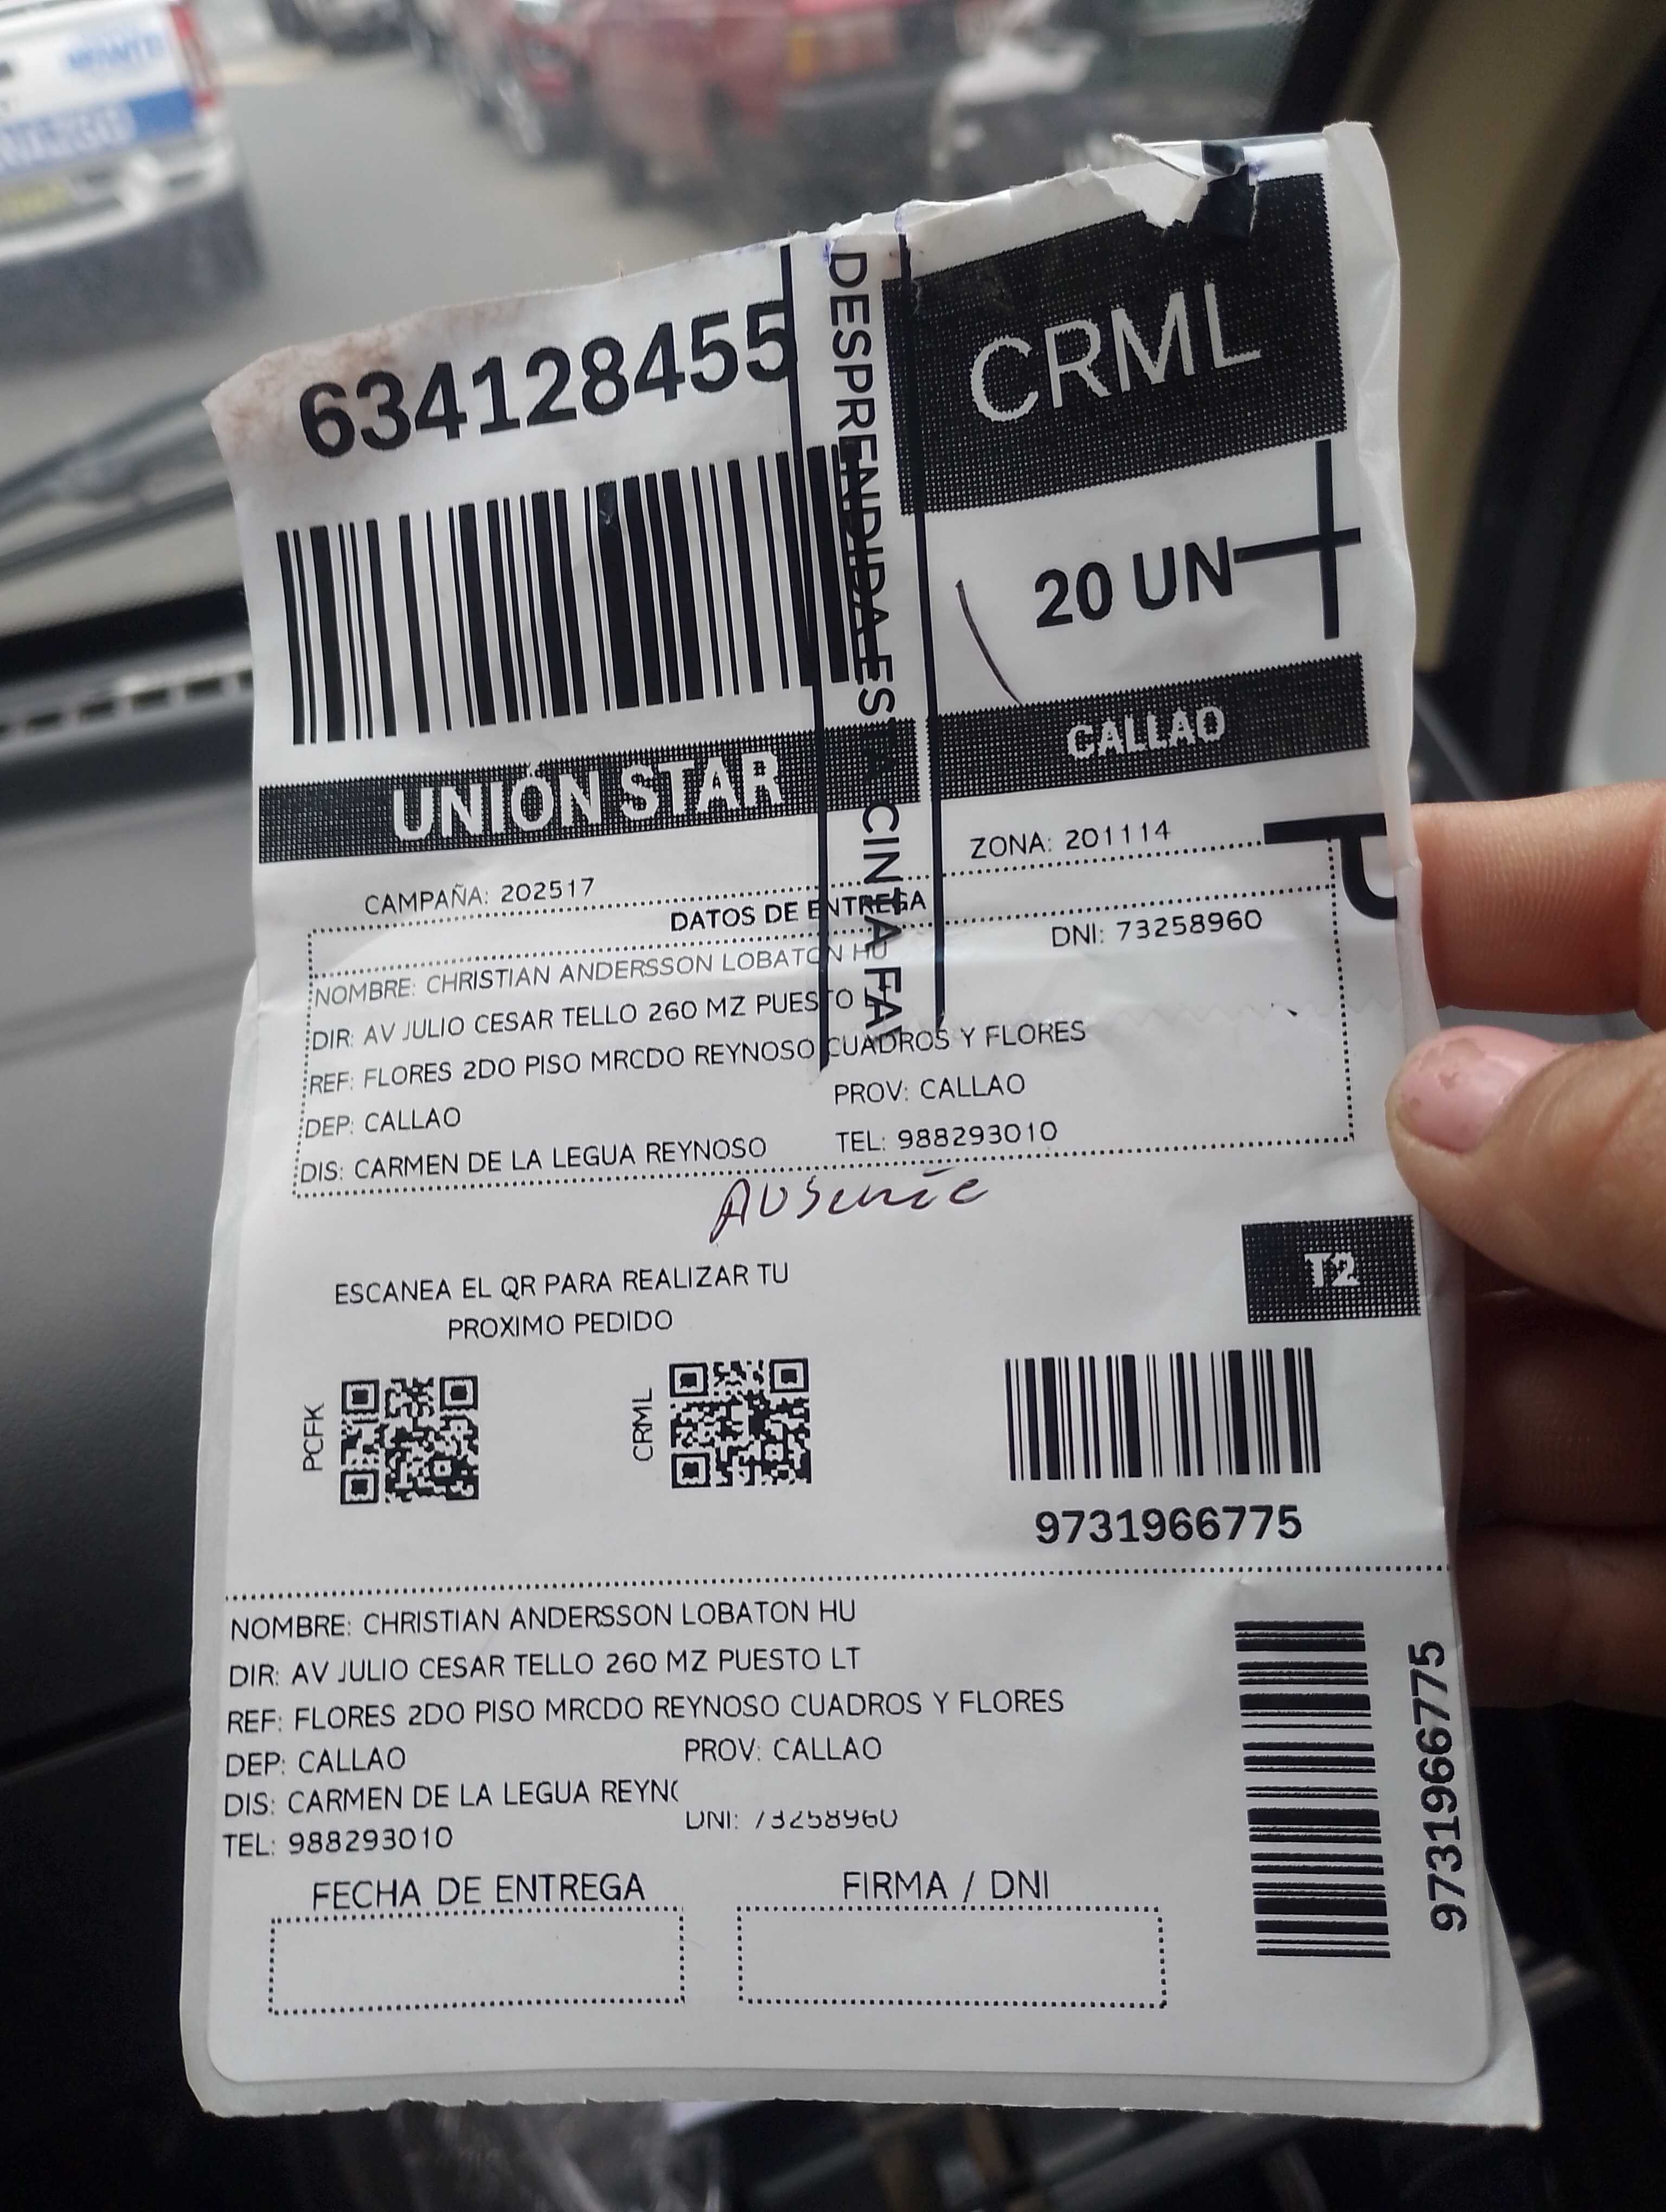 634128455
DESPRENDIDA ESTA CINTA FA
CRML
20 UN
UNIÓN STAR
CALLAO
CAMPAÑA: 202517
ZONA: 201114
DATOS DE ENTREGA
NOMBRE: CHRISTIAN ANDERSSON LOBATON HU
DNI: 73258960
DIR: AV JULIO CESAR TELLO 260 MZ PUESTO
REF: FLORES 2DO PISO MRCDO REYNOSO CUADROS Y FLORES
DEP: CALLAO
PROV: CALLAO
DIS: CARMEN DE LA LEGUA REYNOSO
TEL: 988293010
AUSENTE
T2
ESCANEA EL QR PARA REALIZAR TU
PROXIMO PEDIDO
PCFK
CRML
9731966775
NOMBRE: CHRISTIAN ANDERSSON LOBATON HU
DIR: AV JULIO CESAR TELLO 260 MZ PUESTO LT
REF: FLORES 2DO PISO MRCDO REYNOSO CUADROS Y FLORES
DEP: CALLAO
PROV: CALLAO
DIS: CARMEN DE LA LEGUA REYN
DNI: 73258960
TEL: 988293010
9731966775
FECHA DE ENTREGA
FIRMA / DNI